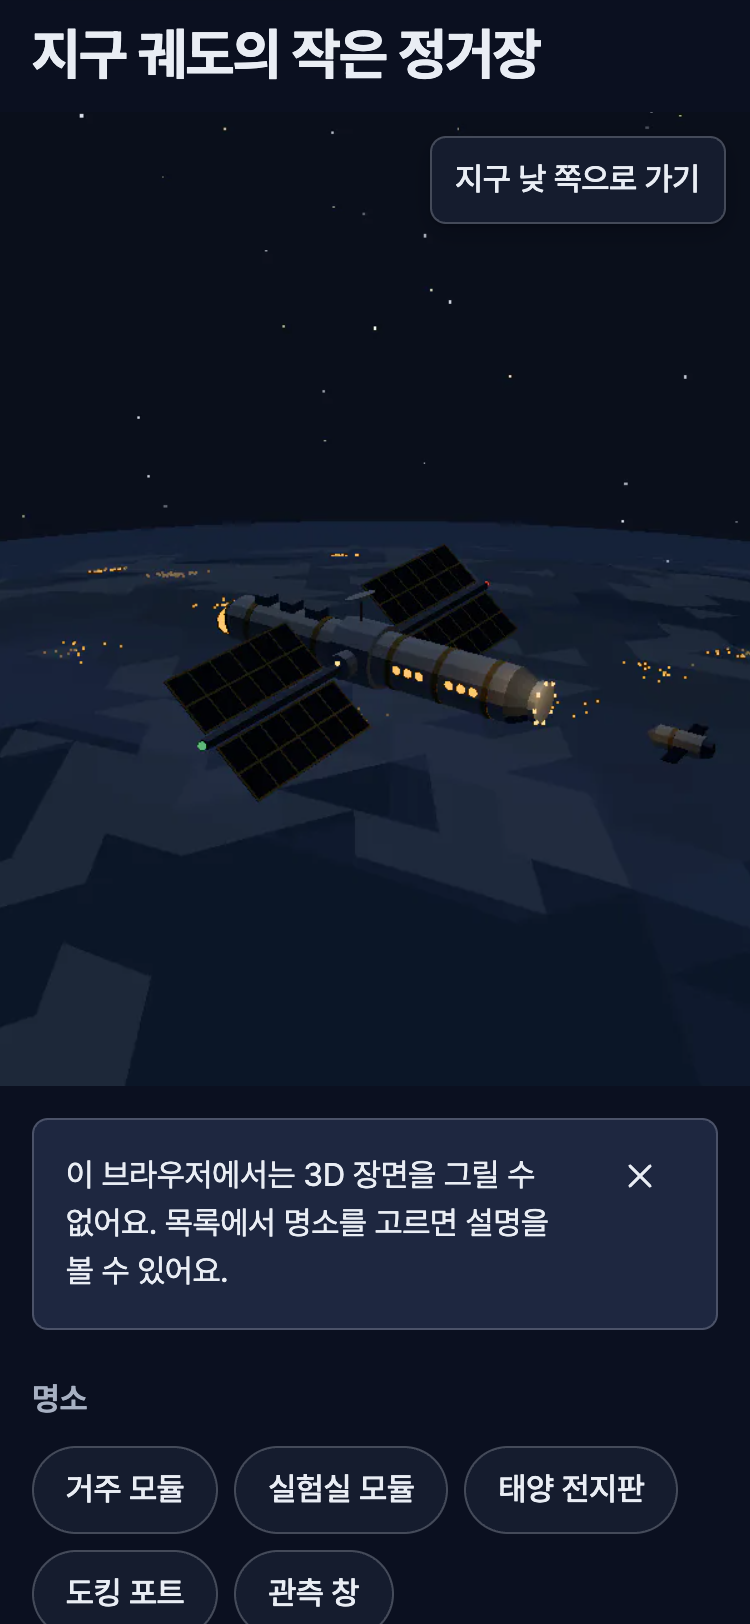 지구 궤도의 작은 정거장
지구 낮 쪽으로 가기
이 브라우저에서는 3D 장면을 그릴 수
없어요. 목록에서 명소를 고르면 설명을
볼 수 있어요.
명소
거주 모듈
실험실 모듈
태양 전지판
도킹 포트
관측 창